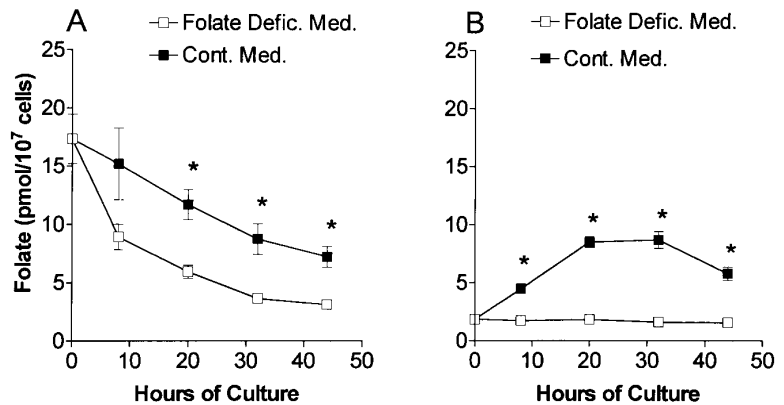 A
Folate Defic. Med.
Cont. Med.
Folate (pmol/10⁷ cells)
25
20
15
10
5
0
* * *
0 10 20 30 40 50
Hours of Culture
B
Folate Defic. Med.
Cont. Med.
25
20
15
10
5
0
* * * *
0 10 20 30 40 50
Hours of Culture